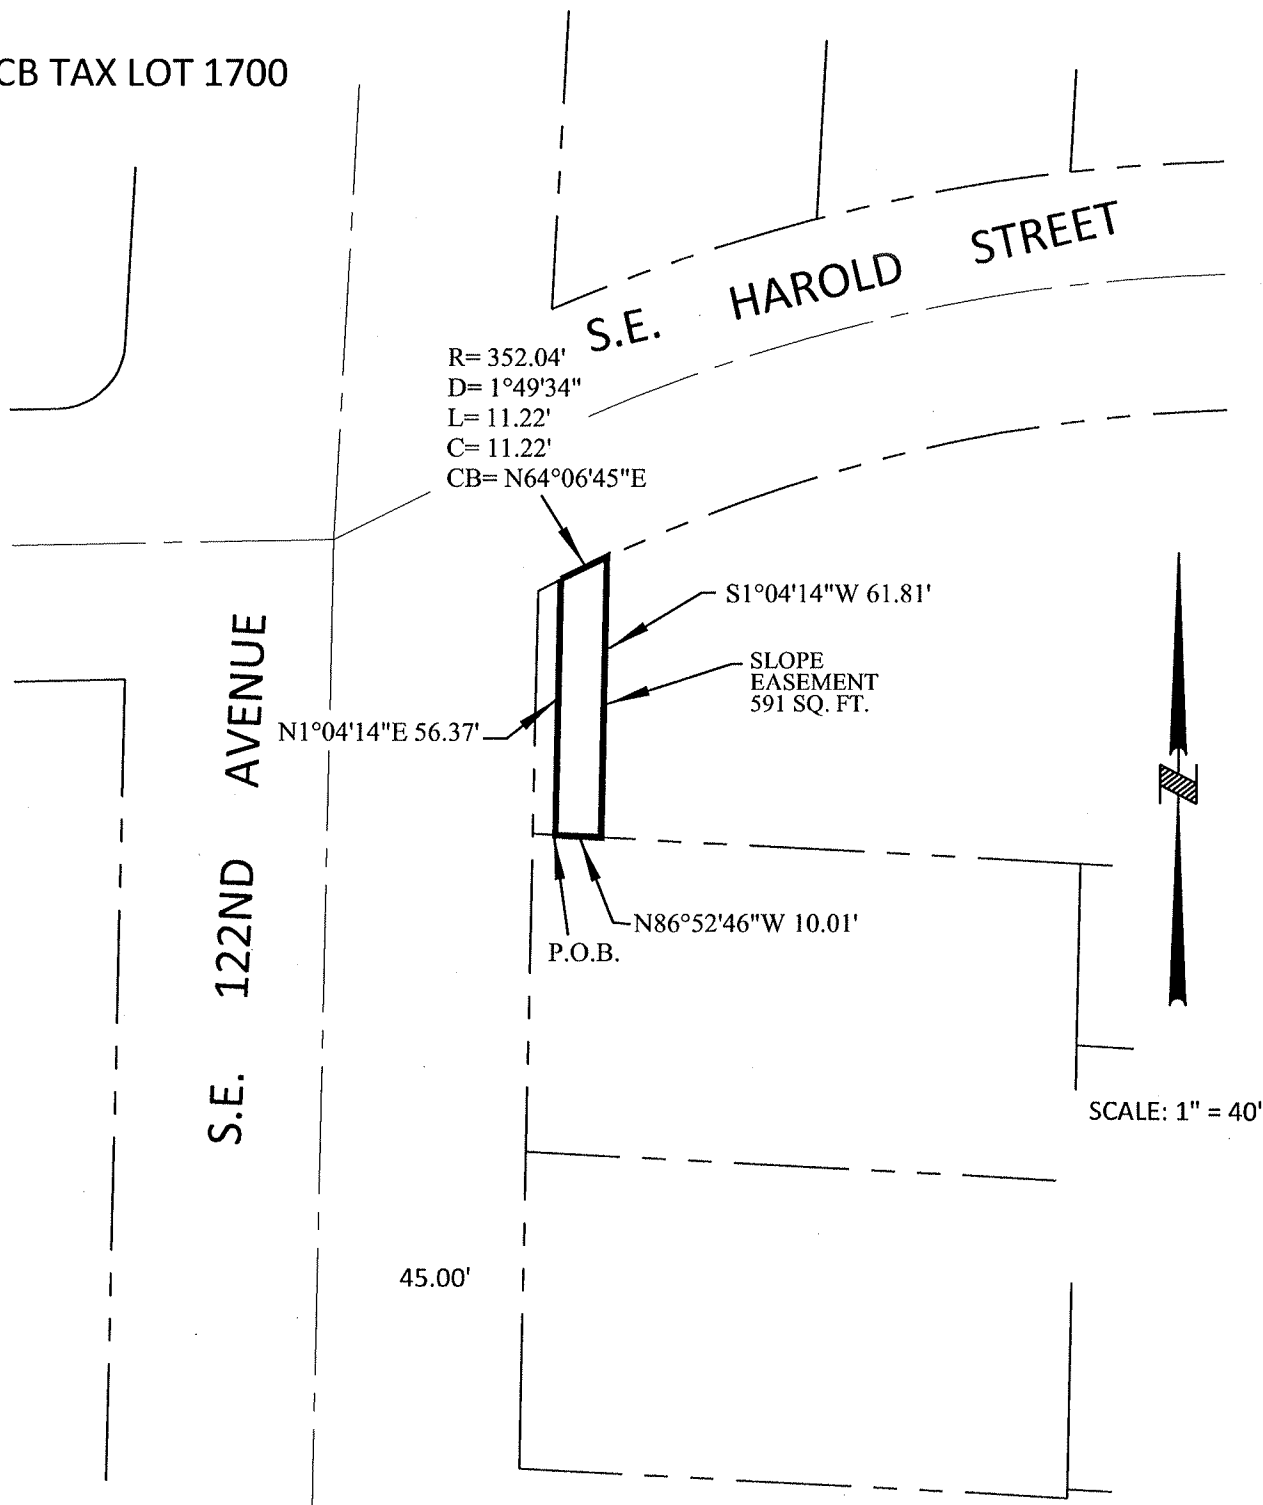 CB TAX LOT 1700
S.E. HAROLD STREET
R= 352.04'
D= 1°49'34"
L= 11.22'
C= 11.22'
CB= N64°06'45"E
S1°04'14"W 61.81'
SLOPE
EASEMENT
591 SQ. FT.
N1°04'14"E 56.37'
S.E. 122ND AVENUE
N86°52'46"W 10.01'
P.O.B.
SCALE: 1" = 40'
45.00'